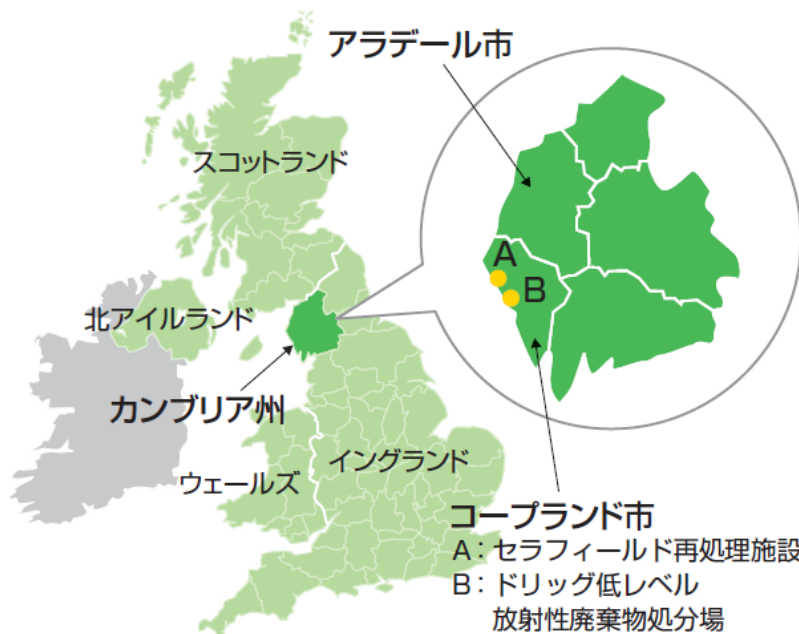 アラデール市
スコットランド
A
B
北アイルランド
カンブリア州
イングランド
ウェールズ
コープランド市
A：セラフィールド再処理施設
B：ドリッグ低レベル
放射性廃棄物処分場